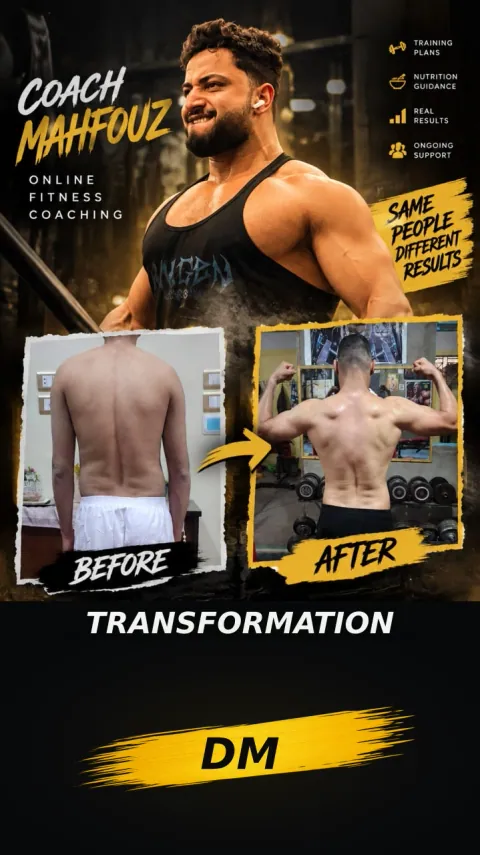 COACH
MAHFOUZ
ONLINE
FITNESS
COACHING
TRAINING
PLANS
NUTRITION
GUIDANCE
REAL
RESULTS
ONGOING
SUPPORT
SAME
PEOPLE
DIFFERENT
RESULTS
BEFORE
AFTER
TRANSFORMATION
DM